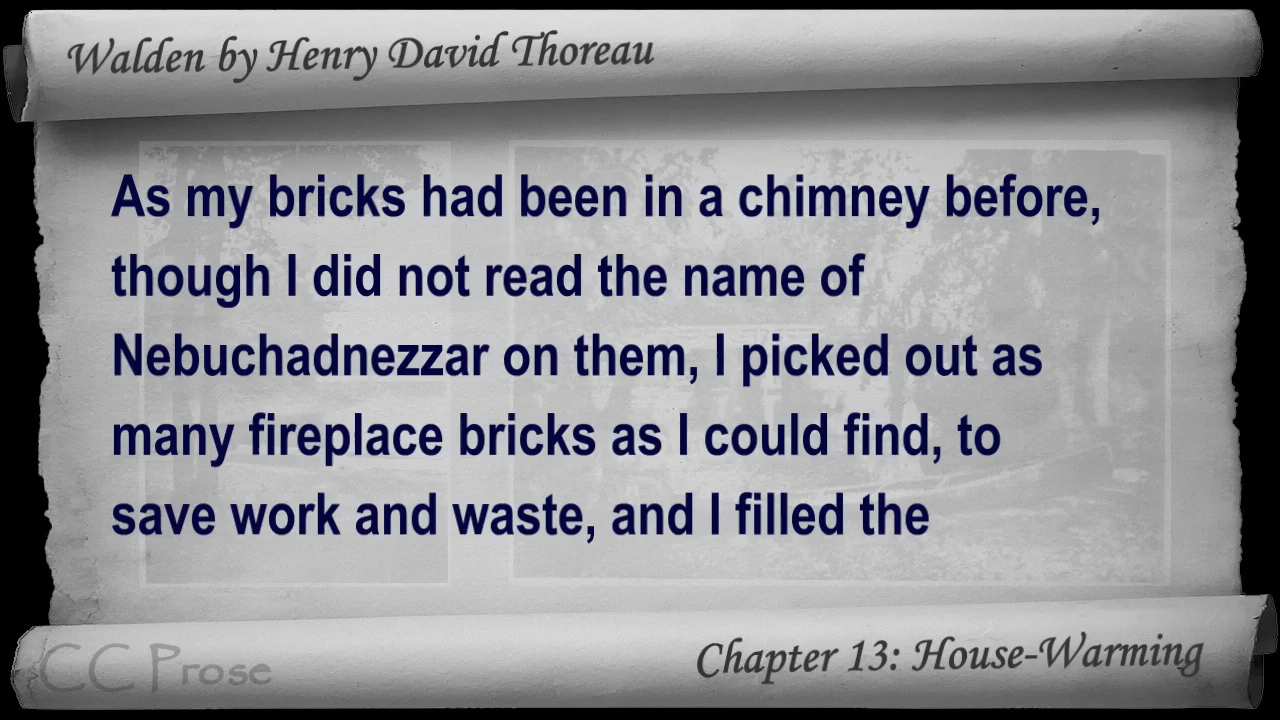 Walden by Henry David Thoreau
As my bricks had been in a chimney before,
though I did not read the name of
Nebuchadnezzar on them, I picked out as
many fireplace bricks as I could find, to
save work and waste, and I filled the
CC Prose
Chapter 13: House-Warming